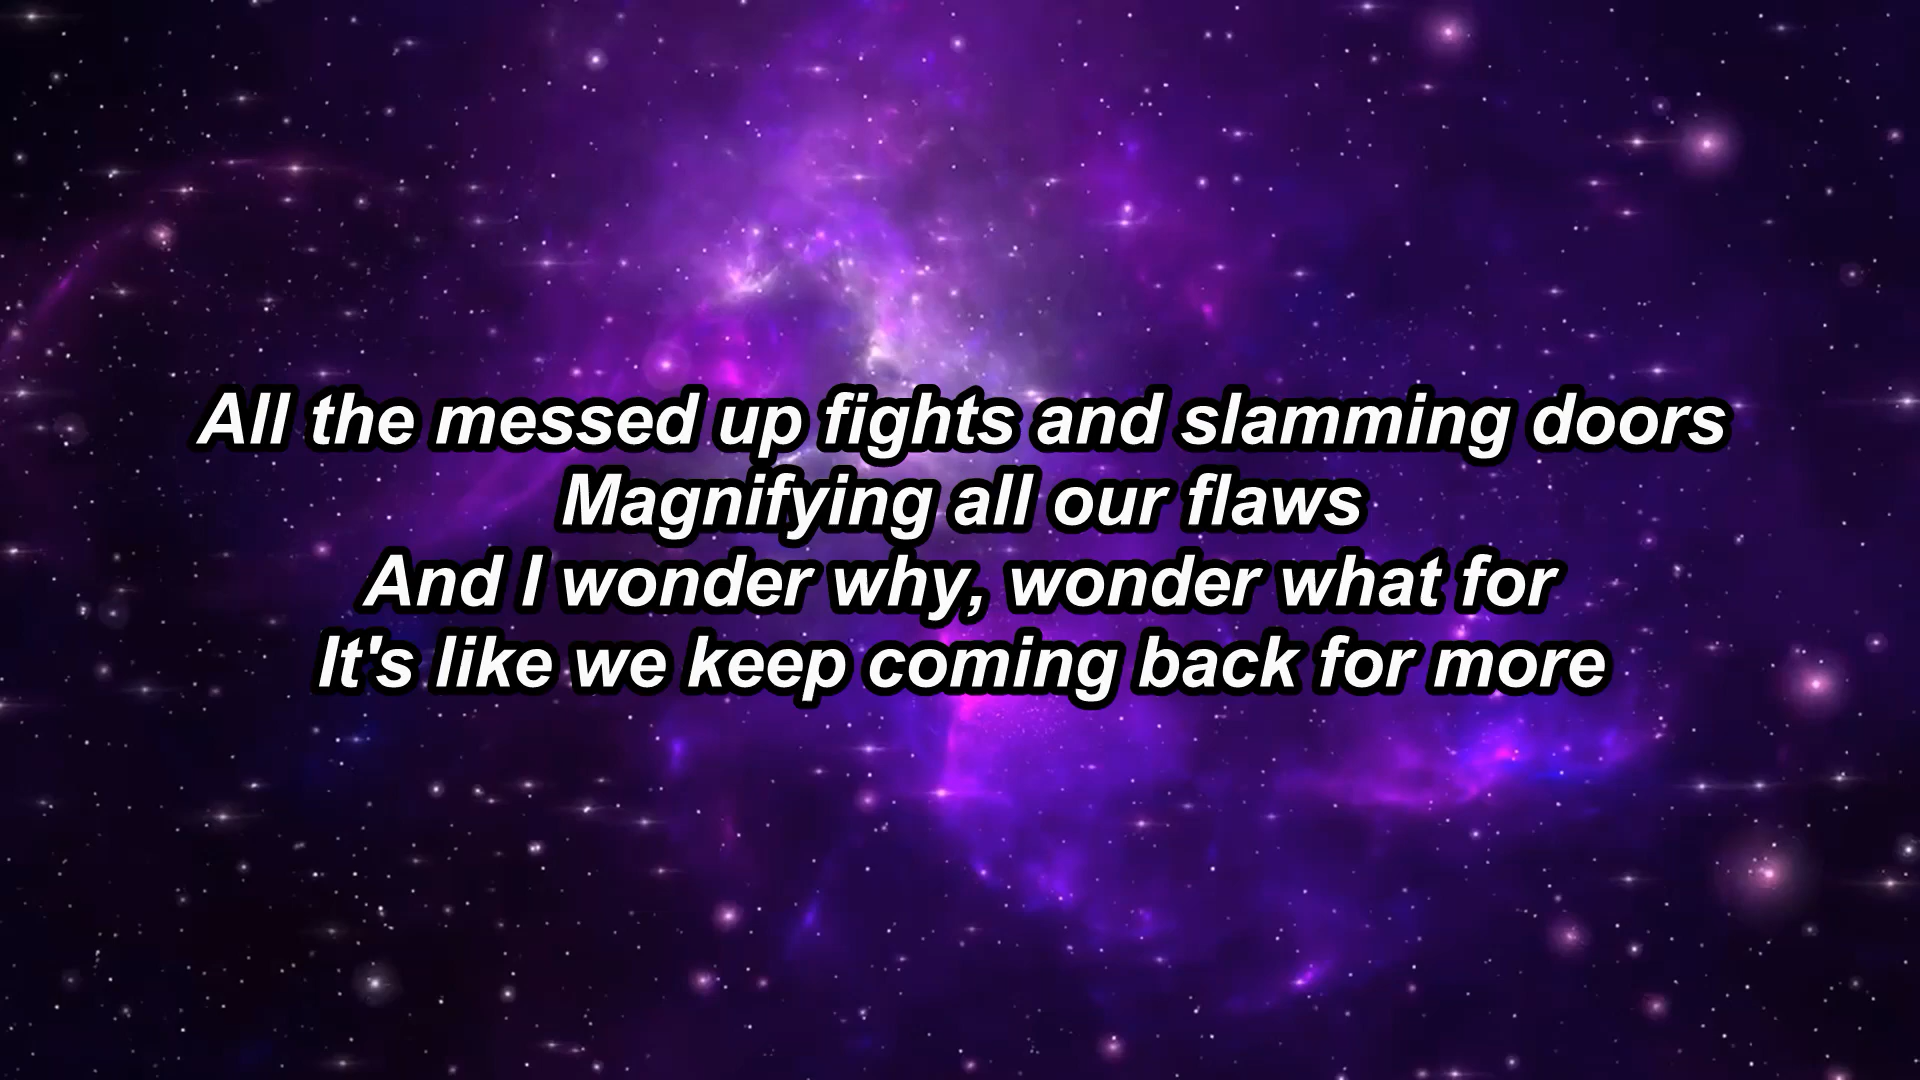 All the messed up fights and slamming doors
Magnifying all our flaws
And I wonder why, wonder what for
It's like we keep coming back for more